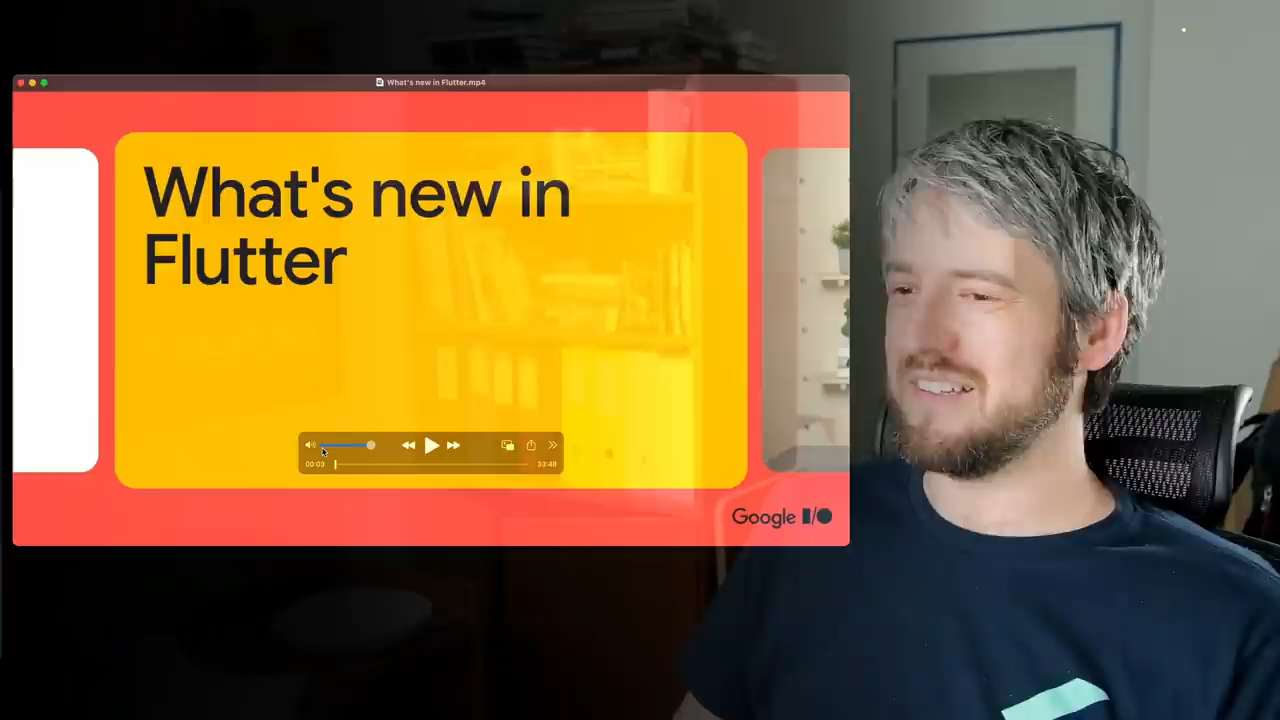 What's new in Flutter.mp4
What's new in
Flutter
00:03
33:48
Google I/O